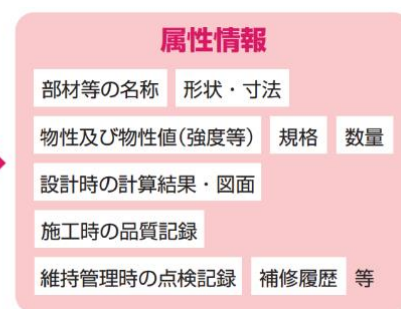 属性情報
部材等の名称 形状・寸法
物性及び物性値(強度等) 規格 数量
設計時の計算結果・図面
施工時の品質記録
維持管理時の点検記録 補修履歴 等